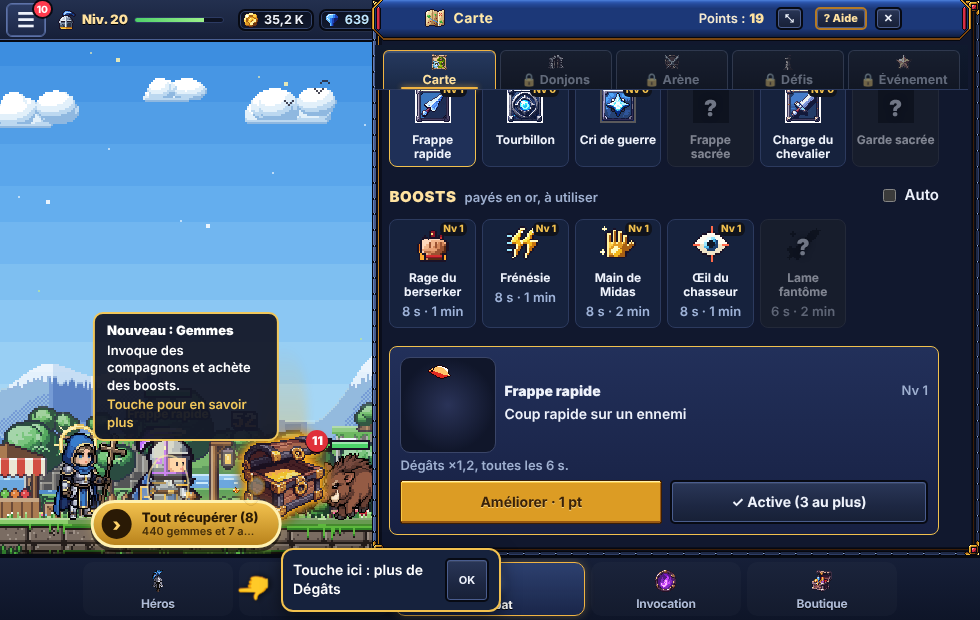 10
Niv. 20
35,2 K
639
Carte
Points : 19
? Aide
Carte
Donjons
Arène
Défis
Événement
Frappe rapide
Tourbillon
Cri de guerre
?
Frappe sacrée
Charge du chevalier
?
Garde sacrée
BOOSTS payés en or, à utiliser
Auto
Nv 1
Rage du berserker
8 s · 1 min
Nv 1
Frénésie
8 s · 1 min
Nv 1
Main de Midas
8 s · 2 min
Nv 1
Œil du chasseur
8 s · 1 min
?
Lame fantôme
6 s · 2 min
Frappe rapide
Nv 1
Coup rapide sur un ennemi
Dégâts ×1,2, toutes les 6 s.
Améliorer · 1 pt
✓ Active (3 au plus)
Nouveau : Gemmes
Invoque des
compagnons et achète
des boosts.
Touche pour en savoir
plus
11
Tout récupérer (8)
440 gemmes et 7 a...
Touche ici : plus de
Dégâts
OK
Héros
Invocation
Boutique